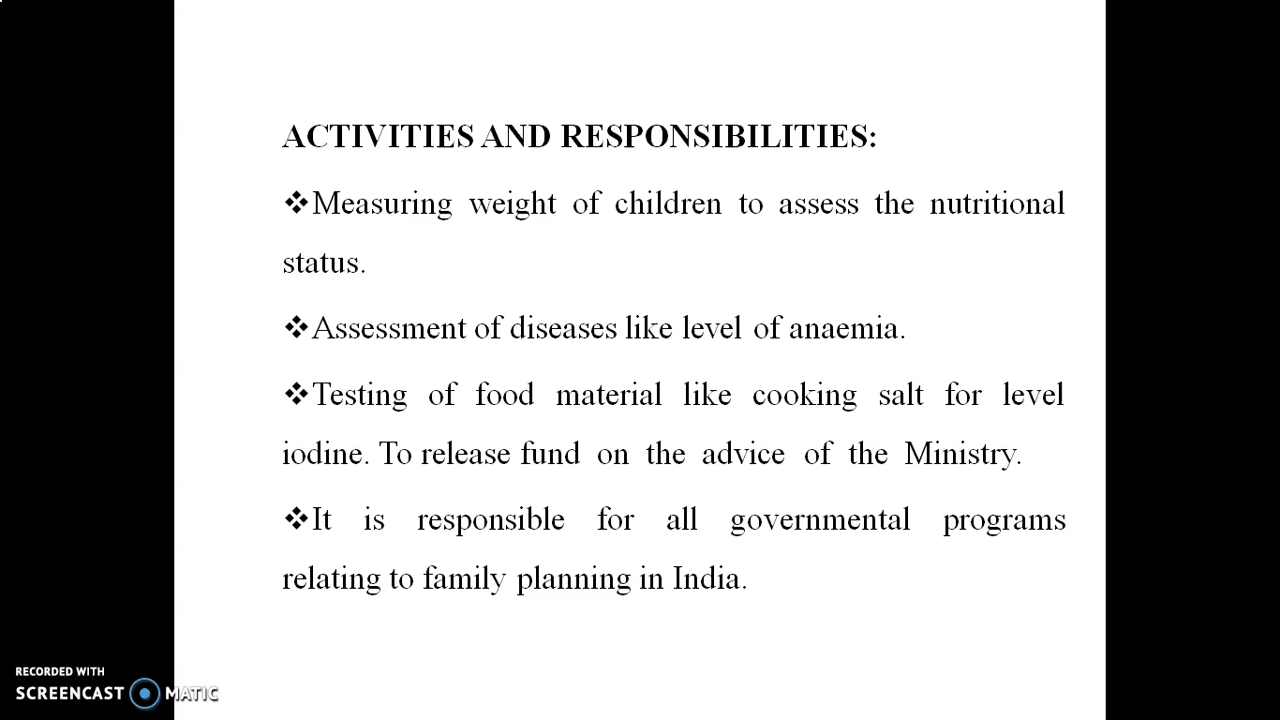 ACTIVITIES AND RESPONSIBILITIES:
❖Measuring weight of children to assess the nutritional
status.
❖Assessment of diseases like level of anaemia.
❖Testing of food material like cooking salt for level
iodine. To release fund on the advice of the Ministry.
❖It is responsible for all governmental programs
relating to family planning in India.
RECORDED WITH
SCREENCAST MATIC